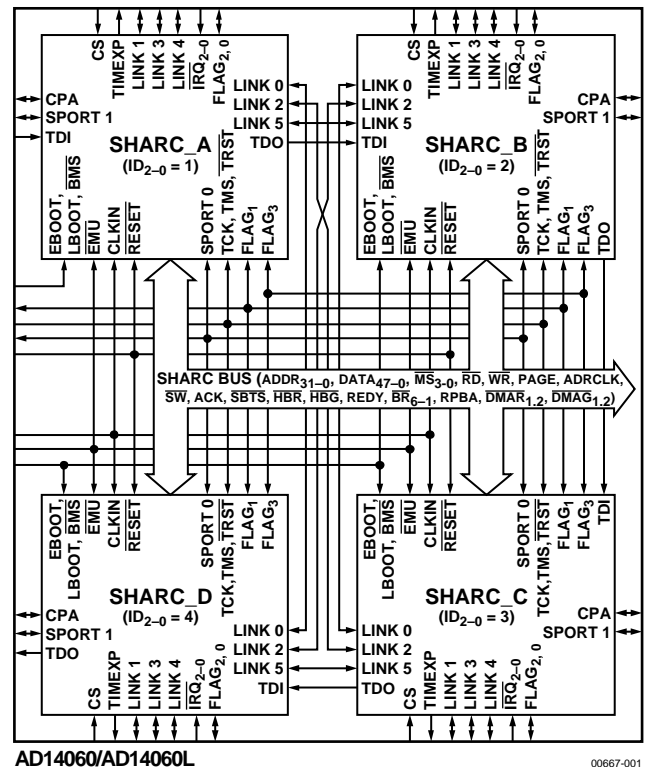 CS TIMEXP LINK 1 LINK 3 LINK 4 IRQ2–0 FLAG2, 0
CPA
SPORT 1
TDI
LINK 0
LINK 2
LINK 5
TDO
SHARC_A
(ID2–0 = 1)
EBOOT,
LBOOT, BMS
EMU
CLKIN
RESET
SPORT 0
TCK, TMS, TRST
FLAG1
FLAG3
CS TIMEXP LINK 1 LINK 3 LINK 4 IRQ2–0 FLAG2, 0
LINK 0
LINK 2
LINK 5
TDI
CPA
SPORT 1
SHARC_B
(ID2–0 = 2)
EBOOT,
LBOOT, BMS
EMU
CLKIN
RESET
SPORT 0
TCK, TMS, TRST
FLAG1
FLAG3
TDO
SHARC BUS (ADDR31–0, DATA47–0, MS3-0, RD, WR, PAGE, ADRCLK,
SW, ACK, SBTS, HBR, HBG, REDY, BR6–1, RPBA, DMAR1.2, DMAG1.2)
EBOOT,
LBOOT, BMS
EMU
CLKIN
RESET
SPORT 0
TCK,TMS,TRST
FLAG1
FLAG3
SHARC_D
(ID2–0 = 4)
CPA
SPORT 1
TDO
LINK 0
LINK 2
LINK 5
TDI
CS TIMEXP LINK 1 LINK 3 LINK 4 IRQ2–0 FLAG2, 0
EBOOT,
LBOOT, BMS
EMU
CLKIN
RESET
SPORT 0
TCK,TMS,TRST
FLAG1
FLAG3
TDI
SHARC_C
(ID2–0 = 3)
CPA
SPORT 1
LINK 0
LINK 2
LINK 5
TDO
CS TIMEXP LINK 1 LINK 3 LINK 4 IRQ2–0 FLAG2, 0
AD14060/AD14060L
00667-001